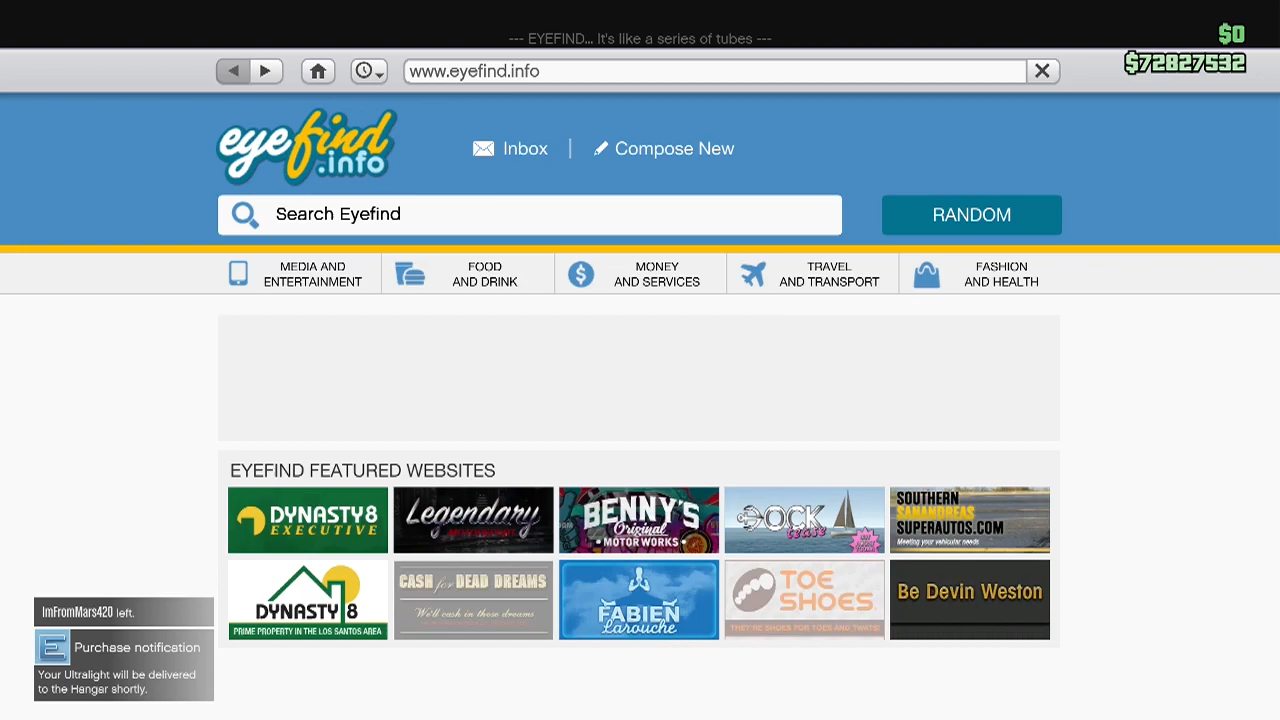 --- EYEFIND... It's like a series of tubes ---
$0
$72827532
www.eyefind.info
eyefind
.info
Inbox
Compose New
Search Eyefind
RANDOM
MEDIA AND
ENTERTAINMENT
FOOD
AND DRINK
MONEY
AND SERVICES
TRAVEL
AND TRANSPORT
FASHION
AND HEALTH
EYEFIND FEATURED WEBSITES
DYNASTY 8
EXECUTIVE
Legendary
BENNY'S
Original
MOTOR WORKS
DOCK
tease
SOUTHERN
SANANDREAS
SUPERAUTOS.COM
Meeting your vehicular needs
DYNASTY 8
PRIME PROPERTY IN THE LOS SANTOS AREA
CASH for DEAD DREAMS
We'll cash in those dreams
FABIEN
Larouche
TOE
SHOES
THEY'RE SHOES FOR TOES AND TWATS!
Be Devin Weston
ImFromMars420 left.
Purchase notification
Your Ultralight will be delivered
to the Hangar shortly.